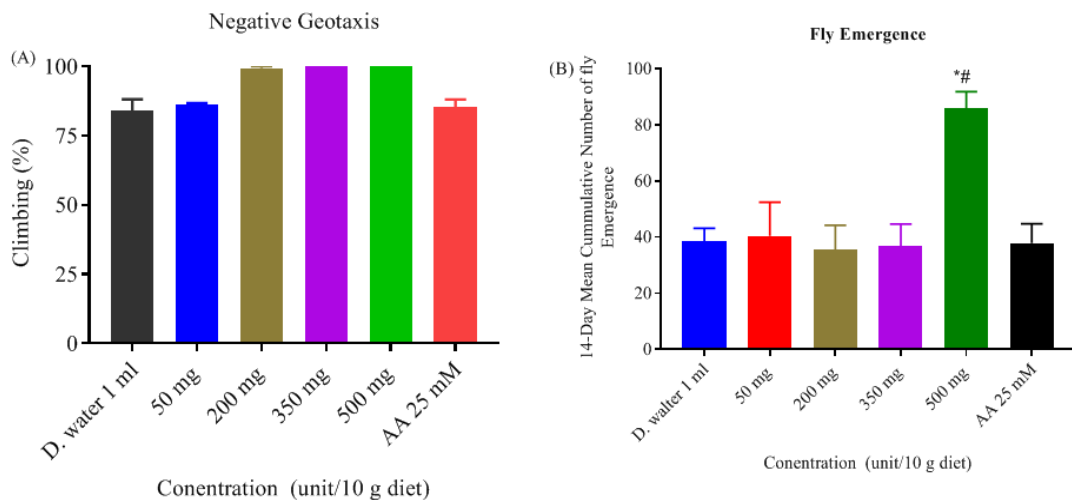 Negative Geotaxis
(A)
100
75
50
25
0
Climbing (%)
D. water 1 ml
50 mg
200 mg
350 mg
500 mg
AA 25 mM
Conentration (unit/10 g diet)
Fly Emergence
(B)
100
80
60
40
20
0
14-Day Mean Cumulative Number of fly
Emergence
*#
D. walter 1 ml
50 mg
200 mg
350 mg
500 mg
AA 25 mM
Conentration (unit/10 g diet)